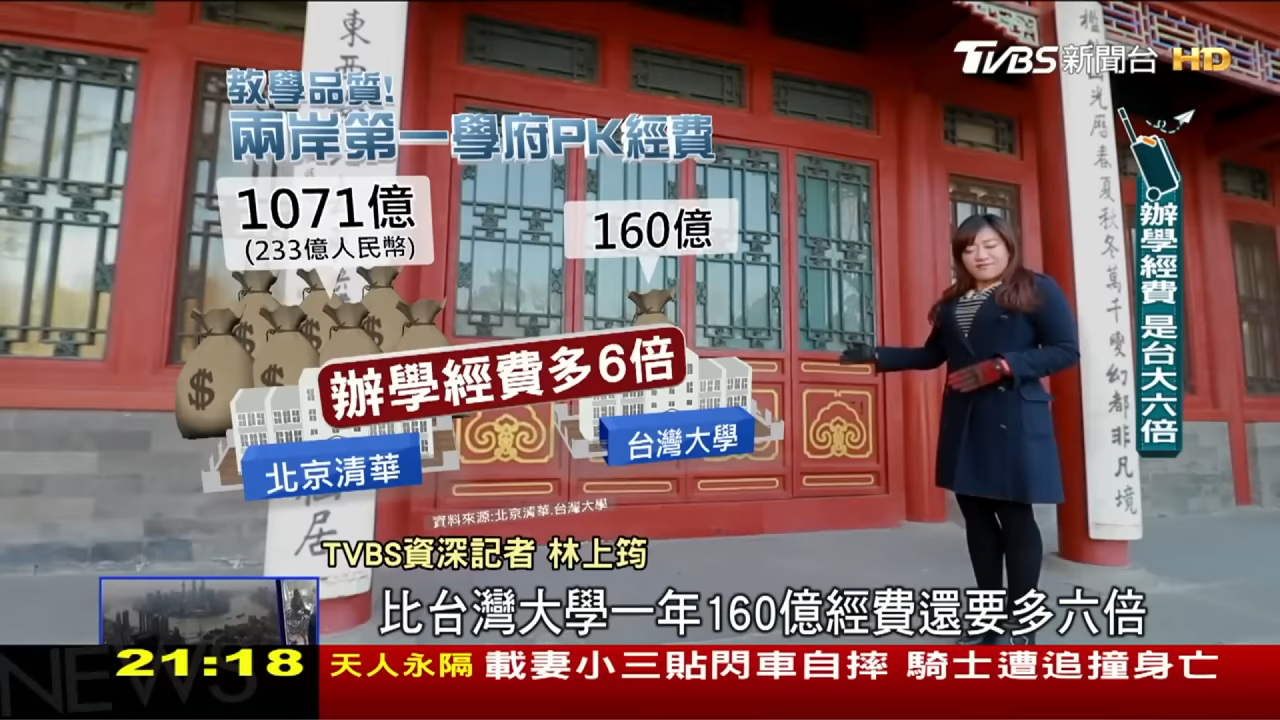 TVBS新聞台 HD
教學品質!
兩岸第一學府PK經費
1071億
(233億人民幣)
160億
辦學經費多6倍
北京清華
台灣大學
資料來源:北京清華.台灣大學
東西
居
檻
光歷春夏秋冬萬千變幻都非凡境
辦學經費 是台大六倍
TVBS資深記者 林上筠
比台灣大學一年160億經費還要多六倍
21:18
天人永隔 載妻小三貼閃車自摔 騎士遭追撞身亡
NEWS